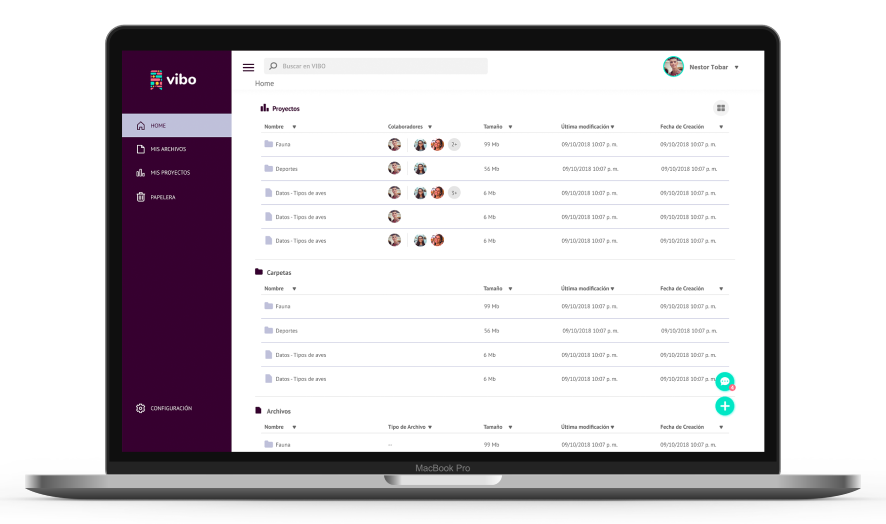 vibo
Buscar en VIBO
Nestor Tobar
Home
HOME
MIS ARCHIVOS
MIS PROYECTOS
PAPELERA
CONFIGURACIÓN
Proyectos
Nombre Colaboradores Tamaño Última modificación Fecha de Creación
Fauna 2+ 99 Mb 09/10/2018 10:07 p. m. 09/10/2018 10:07 p. m.
Deportes 56 Mb 09/10/2018 10:07 p. m. 09/10/2018 10:07 p. m.
Datos - Tipos de aves 5+ 6 Mb 09/10/2018 10:07 p. m. 09/10/2018 10:07 p. m.
Datos - Tipos de aves 6 Mb 09/10/2018 10:07 p. m. 09/10/2018 10:07 p. m.
Datos - Tipos de aves 6 Mb 09/10/2018 10:07 p. m. 09/10/2018 10:07 p. m.
Carpetas
Nombre Tamaño Última modificación Fecha de Creación
Fauna 99 Mb 09/10/2018 10:07 p. m. 09/10/2018 10:07 p. m.
Deportes 56 Mb 09/10/2018 10:07 p. m. 09/10/2018 10:07 p. m.
Datos - Tipos de aves 6 Mb 09/10/2018 10:07 p. m. 09/10/2018 10:07 p. m.
Datos - Tipos de aves 6 Mb 09/10/2018 10:07 p. m. 09/10/2018 10:07 p. m.
Archivos
Nombre Tipo de Archivo Tamaño Última modificación Fecha de Creación
Fauna -- 99 Mb 09/10/2018 10:07 p. m. 09/10/2018 10:07 p. m.
MacBook Pro